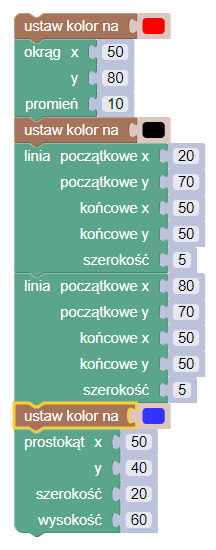 ustaw kolor na
okrąg x 50
y 80
promień 10
ustaw kolor na
linia początkowe x 20
początkowe y 70
końcowe x 50
końcowe y 50
szerokość 5
linia początkowe x 80
początkowe y 70
końcowe x 50
końcowe y 50
szerokość 5
ustaw kolor na
prostokąt x 50
y 40
szerokość 20
wysokość 60